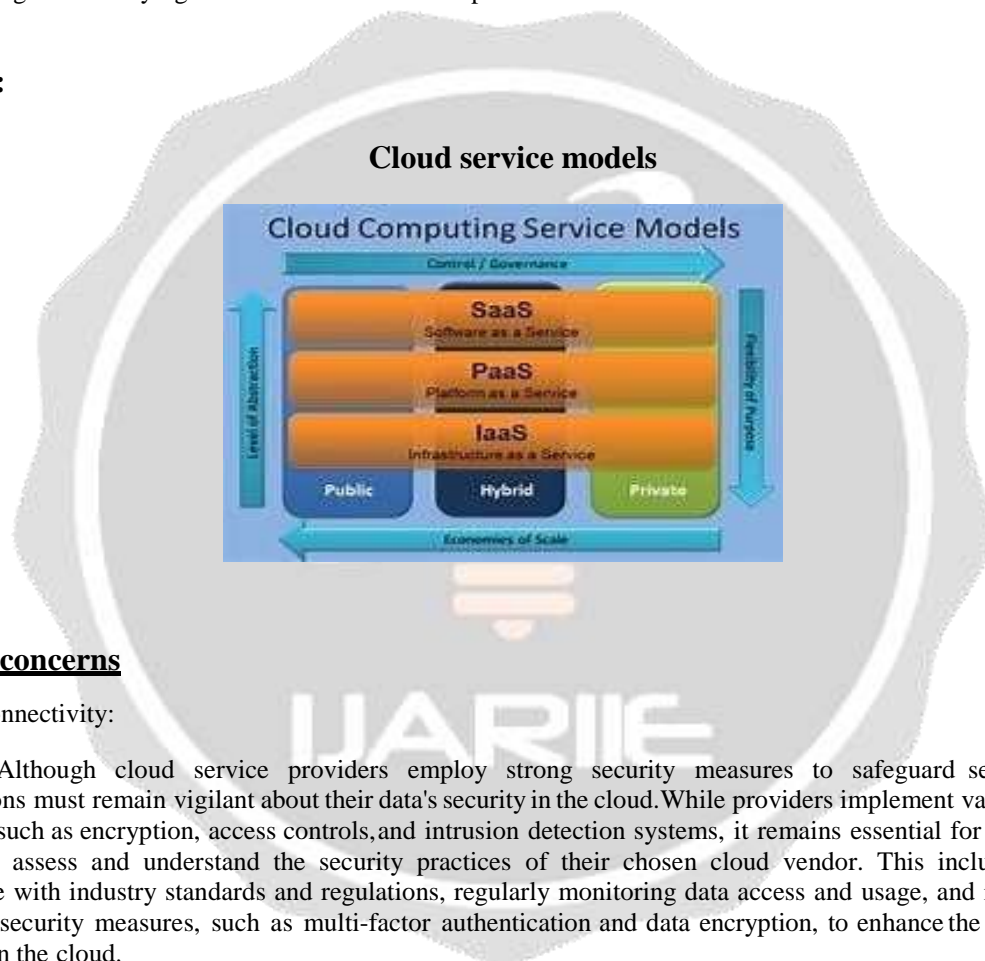 :
Cloud service models
Cloud Computing Service Models
Control / Governance
SaaS
Software as a Service
PaaS
Platform as a Service
IaaS
Infrastructure as a Service
Level of Abstraction
Flexibility of Purpose
Public Hybrid Private
Economies of Scale
concerns
nnectivity:
Although cloud service providers employ strong security measures to safeguard se
ons must remain vigilant about their data's security in the cloud.While providers implement va
such as encryption, access controls,and intrusion detection systems, it remains essential for
assess and understand the security practices of their chosen cloud vendor. This inclu
e with industry standards and regulations, regularly monitoring data access and usage, and
security measures, such as multi-factor authentication and data encryption, to enhance the
n the cloud.
IJARIIE